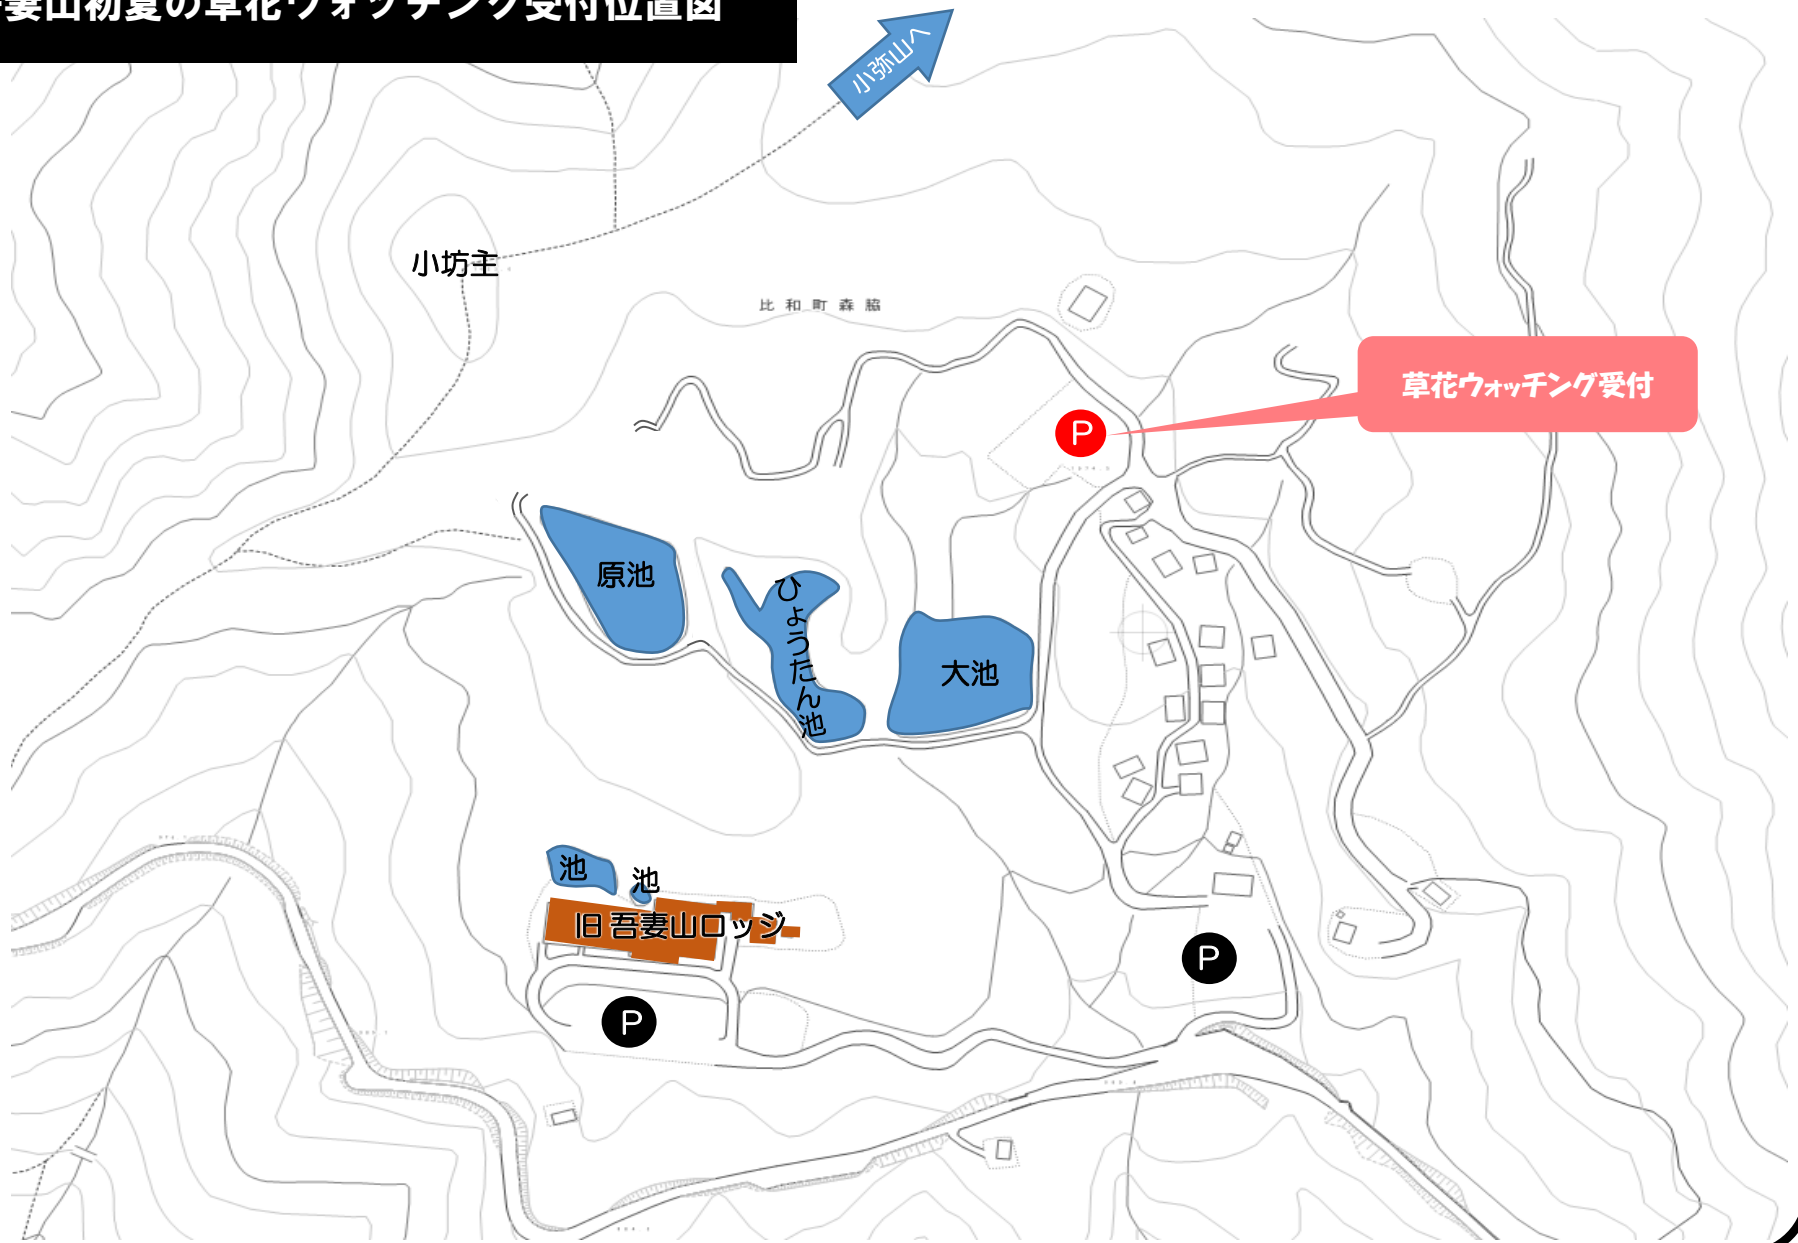 妻山初夏の草花ウォッチング受付位置図
小弥山へ
小坊主
比和町森脇
草花ウォッチング受付
P
原池
ひょうたん池
大池
池
池
旧 吾妻山ロッジ
P
P